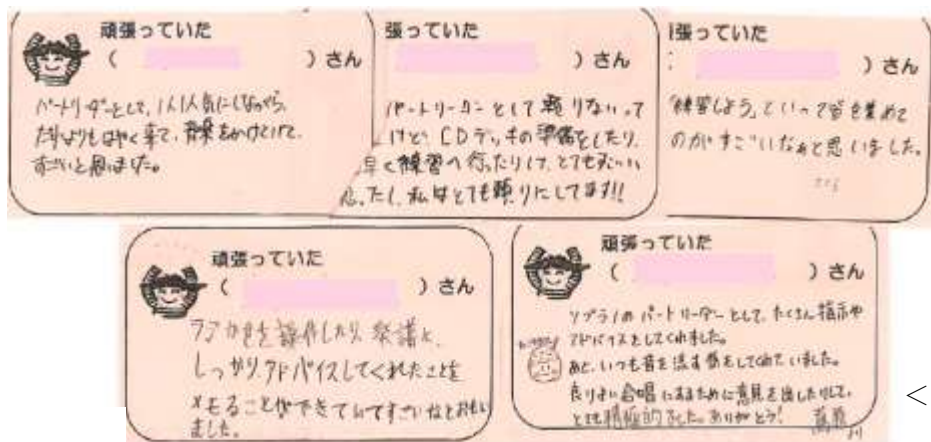 頑張っていた
( ) さん
パートリーダーとして、1人1人気にしながら、
だれよりもはやく来て、音楽をかけていて、
すごいと思いました。
張っていた
) さん
パートリーダーとして頼りないって
けど、CDデッキの準備をしたり、
早く練習へ行ったりして、とても
たし、私はとても頼りにしてます!!
張っていた
) さん
「練習しよう」といって皆を集めて
のがすごいなぁと思いました。
頑張っていた
( ) さん
ラジカセを操作したり、楽譜に、
しっかりアドバイスしてくれたことを
メモることができていてすごいなとおもい
ました。
頑張っていた
( ) さん
ソプラノのパートリーダーとして、たくさん指示や
アドバイスをしてくれました。
あと、いつも音を流す係をしてくれていました。
良りよい合唱にするために意見を出したりして、
とても積極的でした。ありがとう!
<